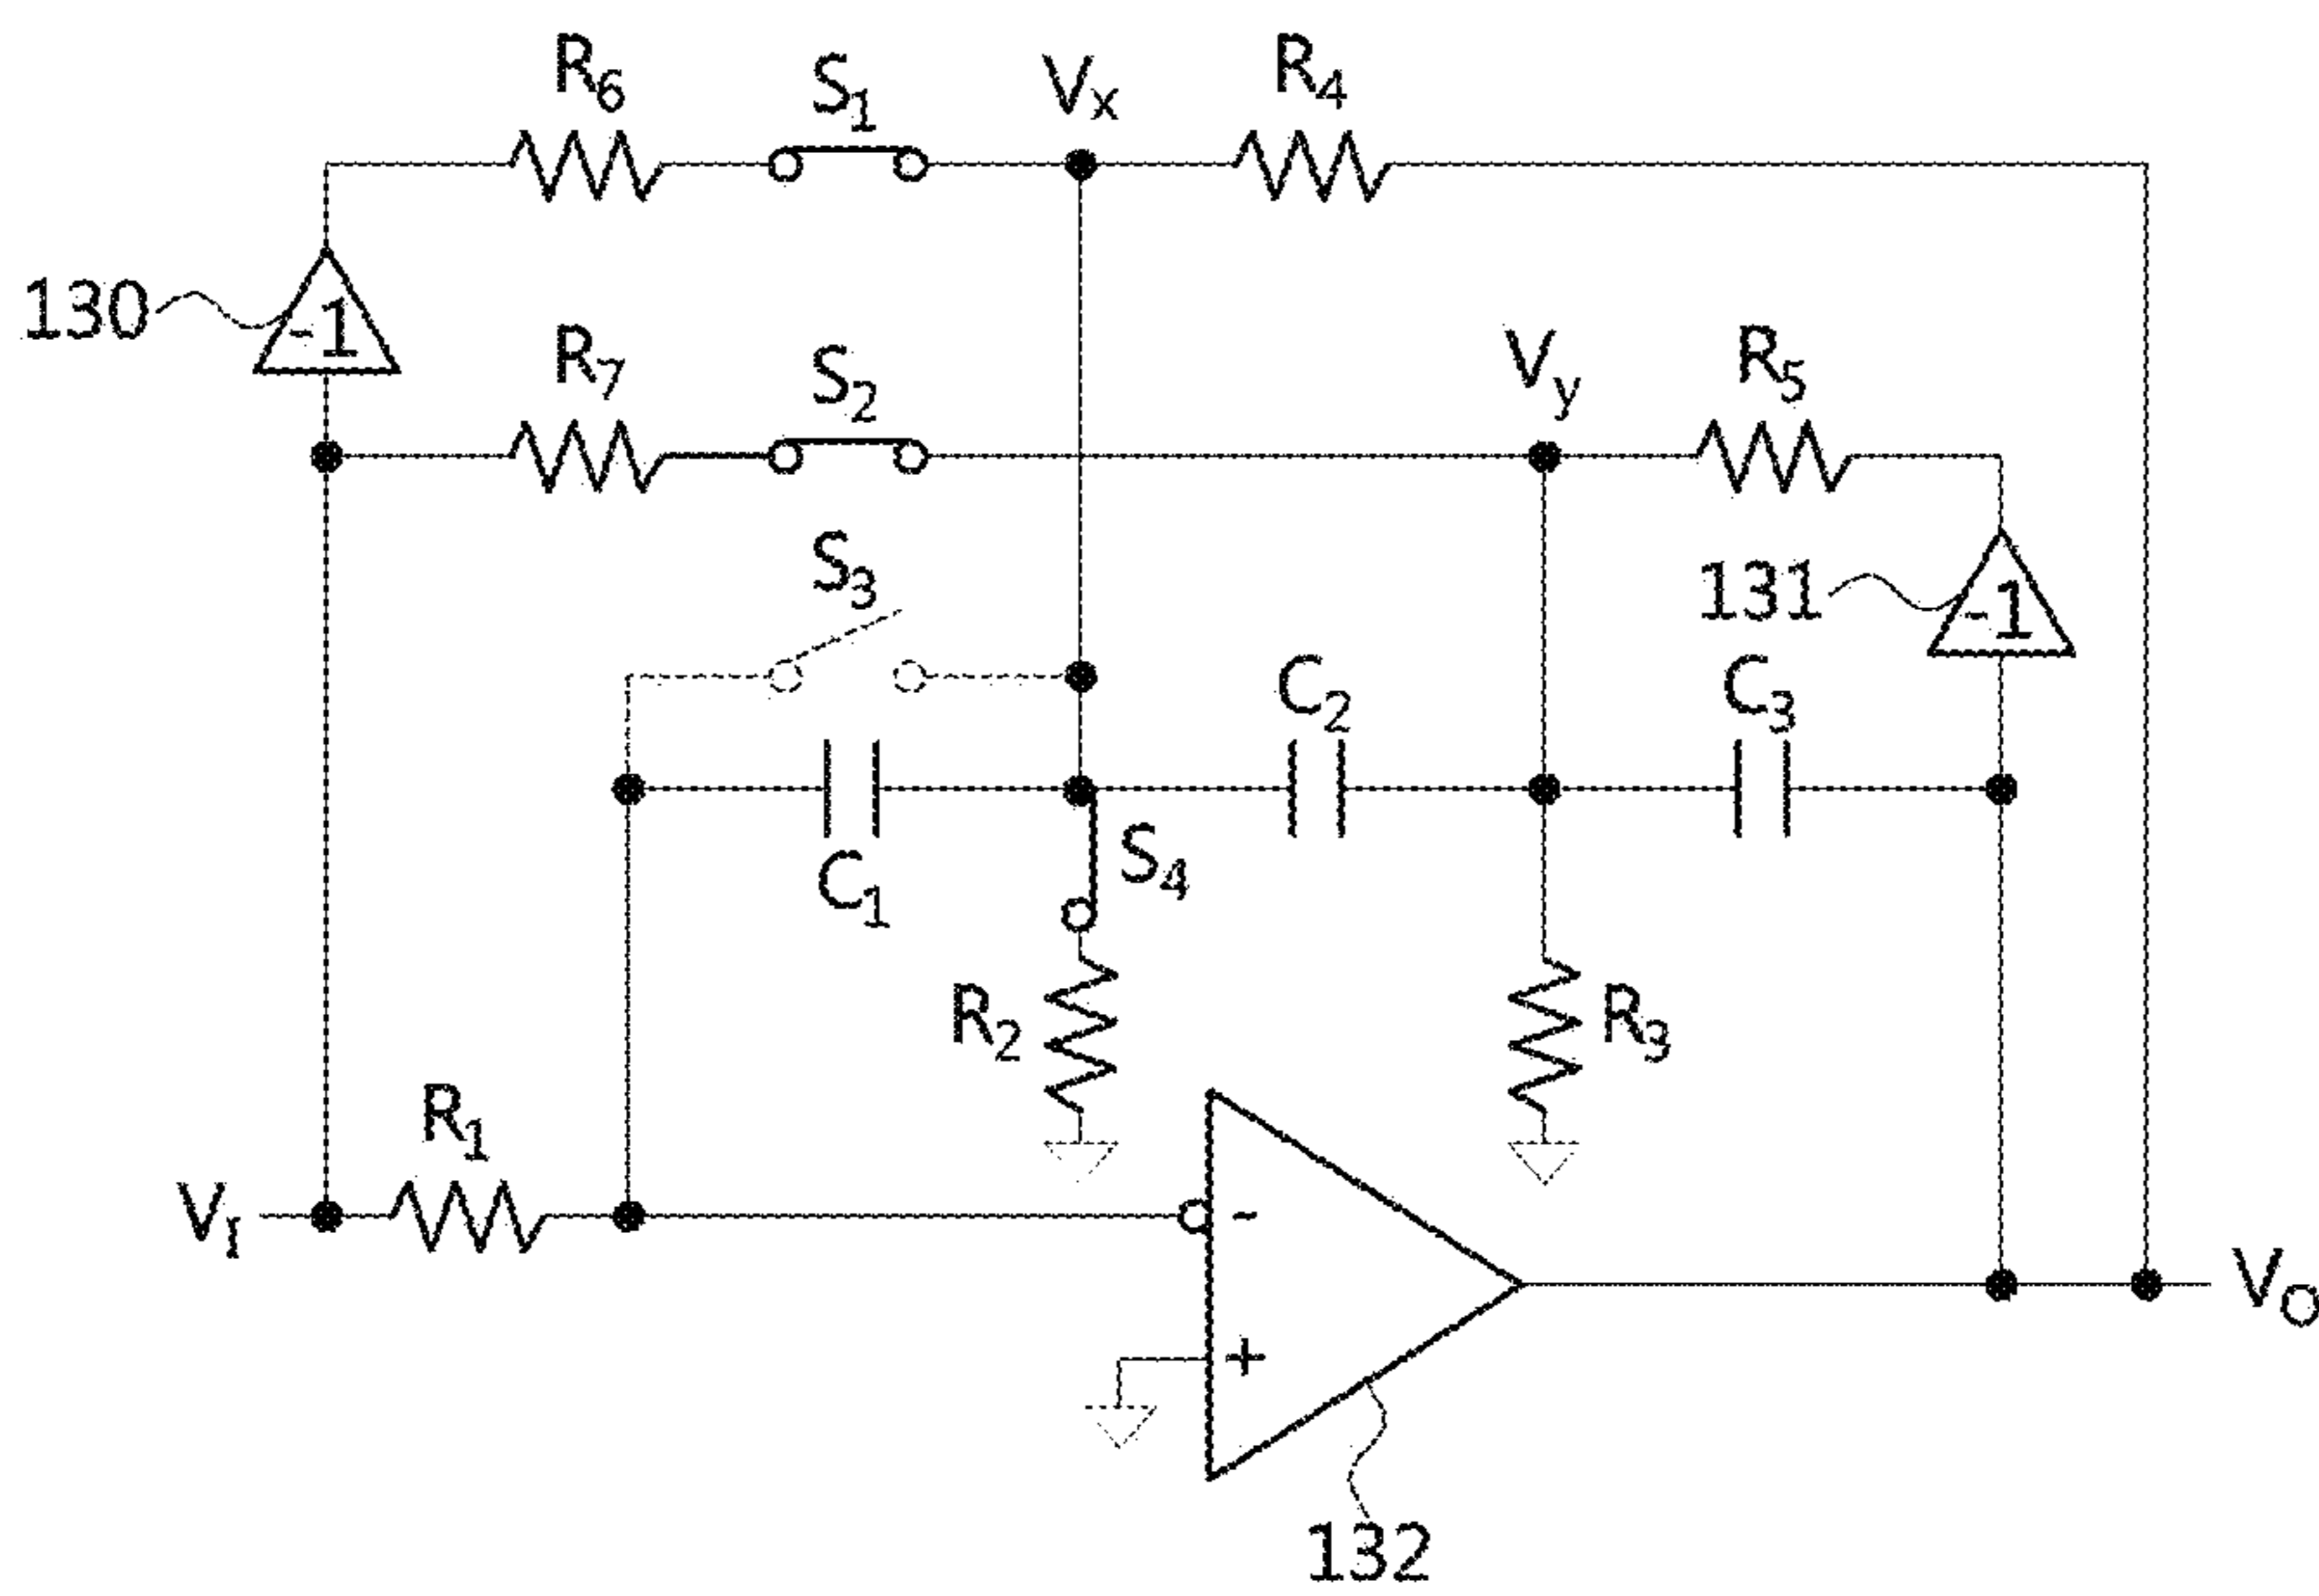 R6 S1 Vx R4
130 -1
R7 S2 Vy R5
S3 131 -1
C2 C3
C1 S4
R2 R3
R1
VI - VO
+
132